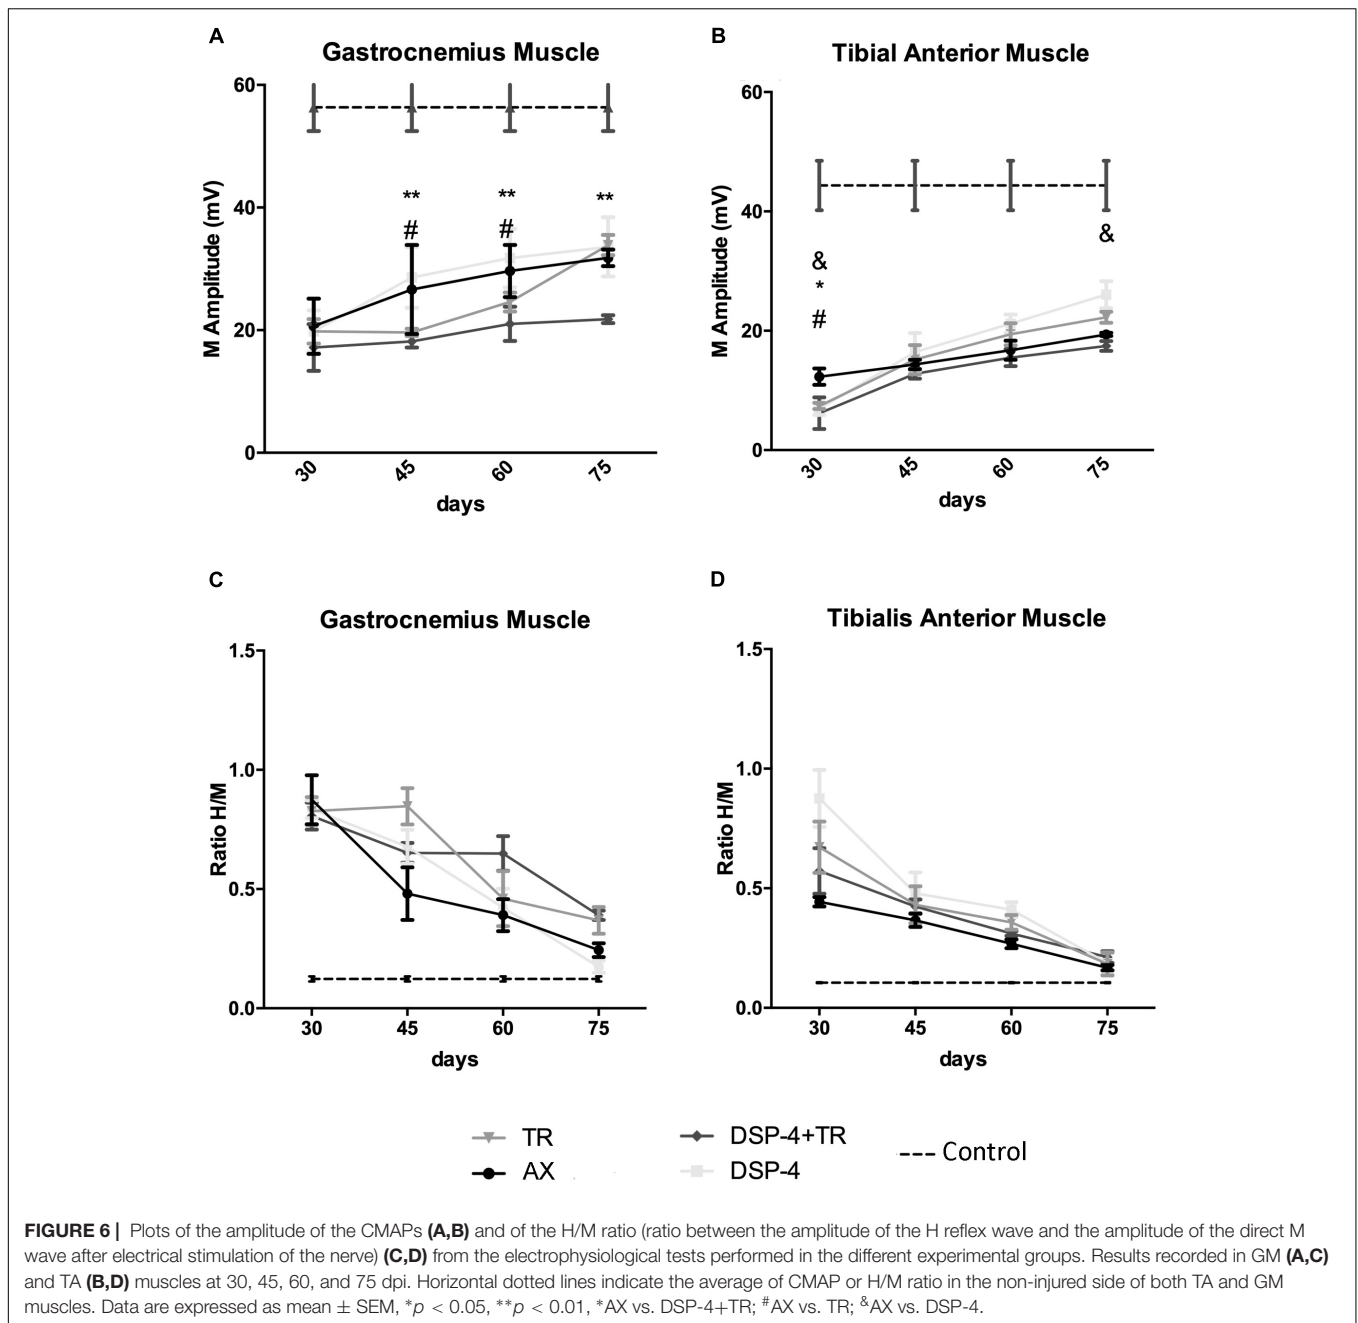 A
Gastrocnemius Muscle
60
40
20
0
M Amplitude (mV)
**
#
**
#
**
30 45 60 75
days
B
Tibial Anterior Muscle
60
40
20
0
M Amplitude (mV)
&
*
#
&
30 45 60 75
days
C
Gastrocnemius Muscle
1.5
1.0
0.5
0.0
Ratio H/M
30 45 60 75
days
D
Tibialis Anterior Muscle
1.5
1.0
0.5
0.0
Ratio H/M
30 45 60 75
days
TR
AX
DSP-4+TR
DSP-4
Control
FIGURE 6 | Plots of the amplitude of the CMAPs (A,B) and of the H/M ratio (ratio between the amplitude of the H reflex wave and the amplitude of the direct M
wave after electrical stimulation of the nerve) (C,D) from the electrophysiological tests performed in the different experimental groups. Results recorded in GM (A,C)
and TA (B,D) muscles at 30, 45, 60, and 75 dpi. Horizontal dotted lines indicate the average of CMAP or H/M ratio in the non-injured side of both TA and GM
muscles. Data are expressed as mean ± SEM, *p < 0.05, **p < 0.01, *AX vs. DSP-4+TR; #AX vs. TR; &AX vs. DSP-4.